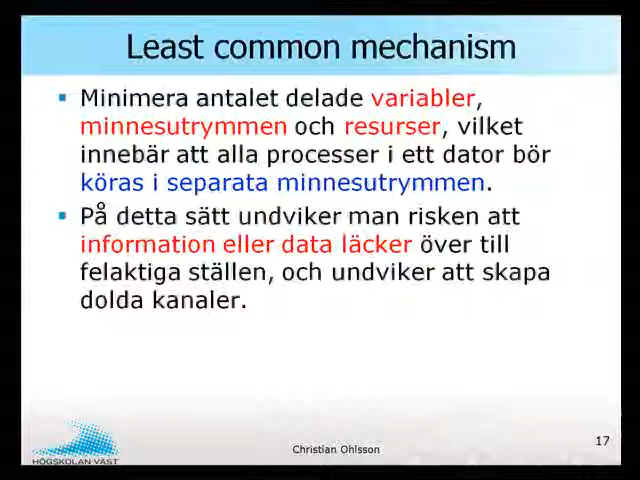 Least common mechanism
Minimera antalet delade variabler,
minnesutrymmen och resurser, vilket
innebär att alla processer i ett dator bör
köras i separata minnesutrymmen.
På detta sätt undviker man risken att
information eller data läcker över till
felaktiga ställen, och undviker att skapa
dolda kanaler.
HÖGSKOLAN VÄST
Christian Ohlsson
17